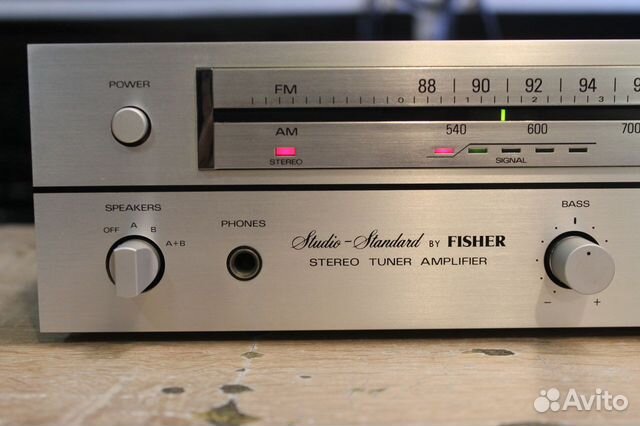 POWER
FM 88 90 92 94 9
0 1 2 3
AM 540 600 700
STEREO SIGNAL
SPEAKERS
OFF A B A+B
PHONES
Studio-Standard BY FISHER
STEREO TUNER AMPLIFIER
BASS
- +
Avito